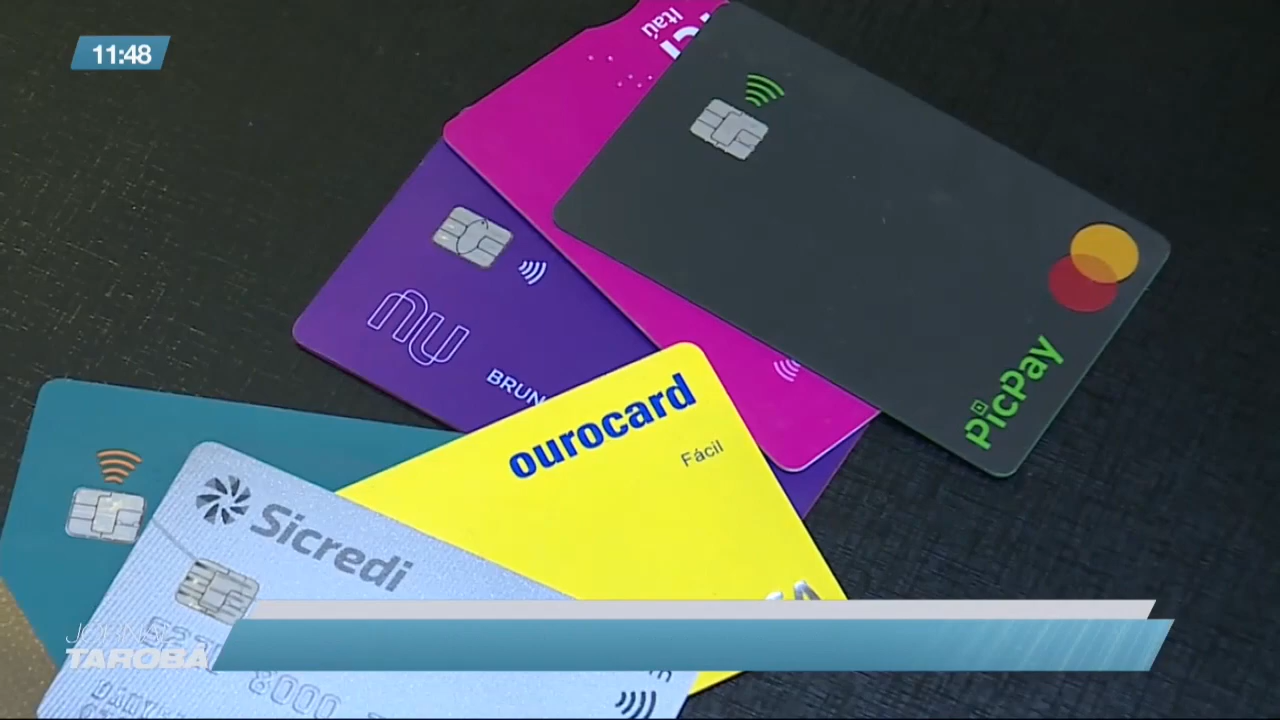 11:48
Itaú
PicPay
nu
BRUN
ourocard
Fácil
Sicredi
8000
JORNAL
TAROBÁ